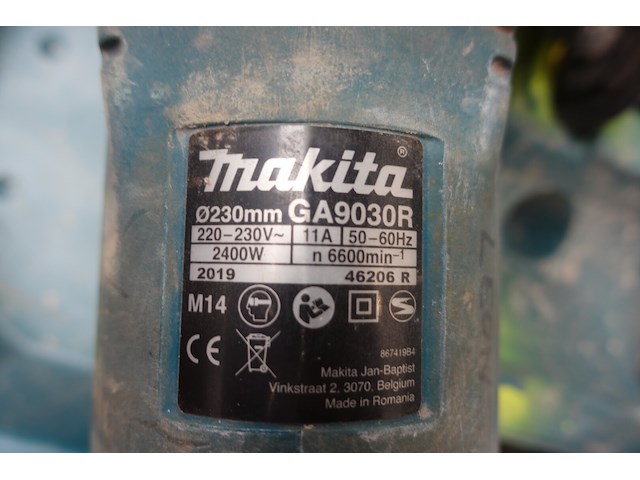 Makita®
Ø230mm GA9030R
220-230V~ 11A 50-60Hz
2400W n 6600min⁻¹
2019 46206 R
M14
CE
867419B4
Makita Jan-Baptist
Vinkstraat 2, 3070, Belgium
Made in Romania